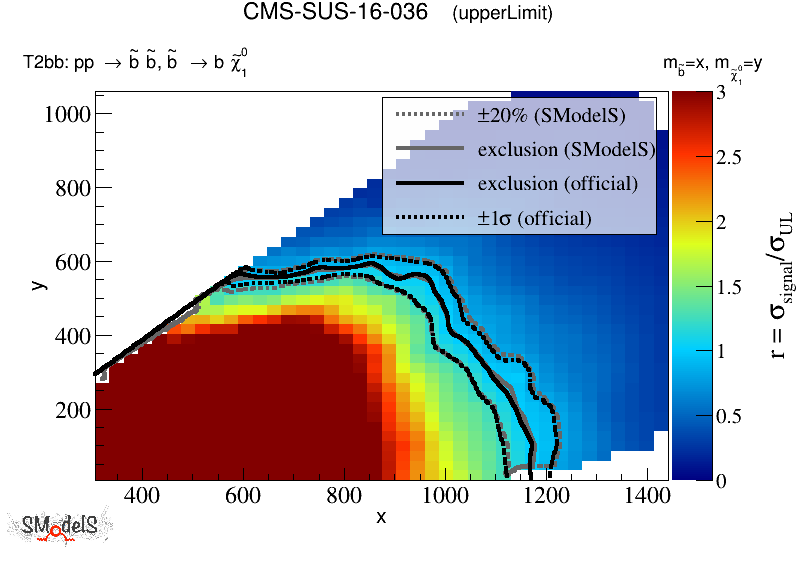 CMS-SUS-16-036 (upperLimit)
T2bb: pp → b̃ b̃, b̃ → b χ̃⁰₁
m_b̃=x, m_χ̃⁰₁=y
±20% (SModelS)
exclusion (SModelS)
exclusion (official)
±1σ (official)
1000
800
600
400
200
y
400 600 800 1000 1200 1400
x
3
2.5
2
1.5
1
0.5
0
r = σ_signal/σ_UL
SModelS